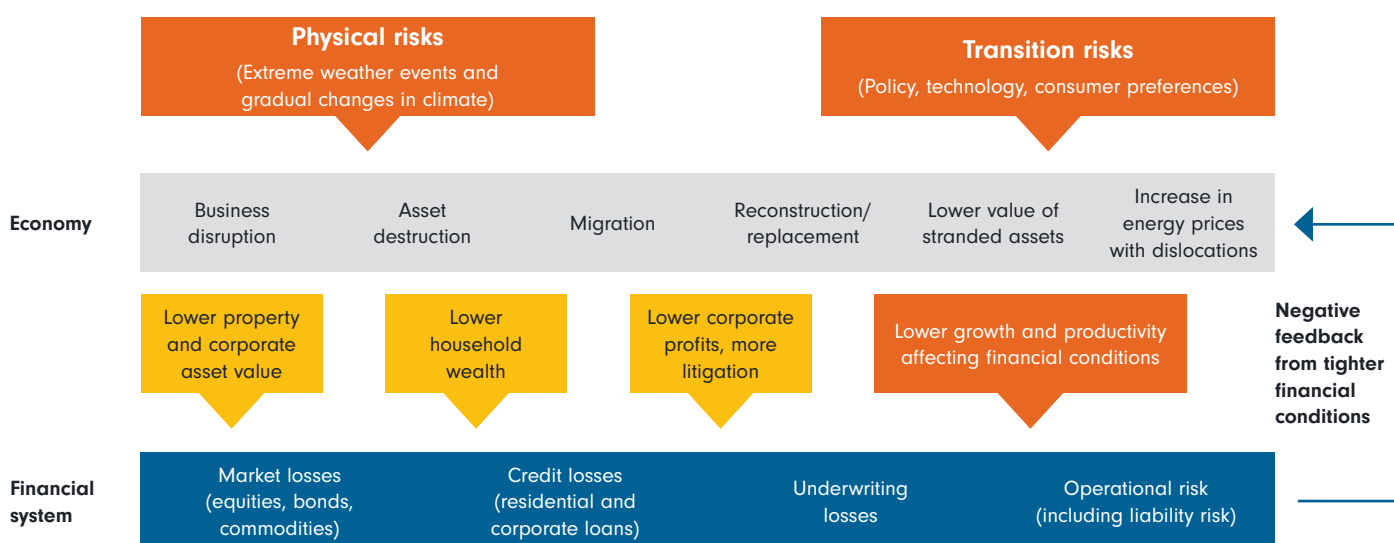 Physical risks
(Extreme weather events and
gradual changes in climate)
Transition risks
(Policy, technology, consumer preferences)
Economy
Business
disruption
Asset
destruction
Migration
Reconstruction/
replacement
Lower value of
stranded assets
Increase in
energy prices
with dislocations
Lower property
and corporate
asset value
Lower
household
wealth
Lower corporate
profits, more
litigation
Lower growth and productivity
affecting financial conditions
Negative
feedback
from tighter
financial
conditions
Financial
system
Market losses
(equities, bonds,
commodities)
Credit losses
(residential and
corporate loans)
Underwriting
losses
Operational risk
(including liability risk)